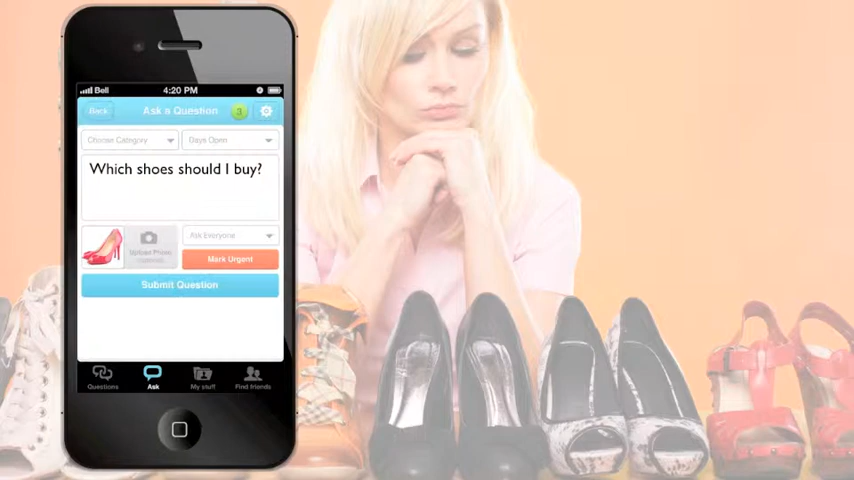 Bell 4:20 PM
Back Ask a Question 3
Choose Category Days Open
Which shoes should I buy?
Upload Photo
Ask Everyone
Mark Urgent
Submit Question
Questions Ask My stuff Find friends